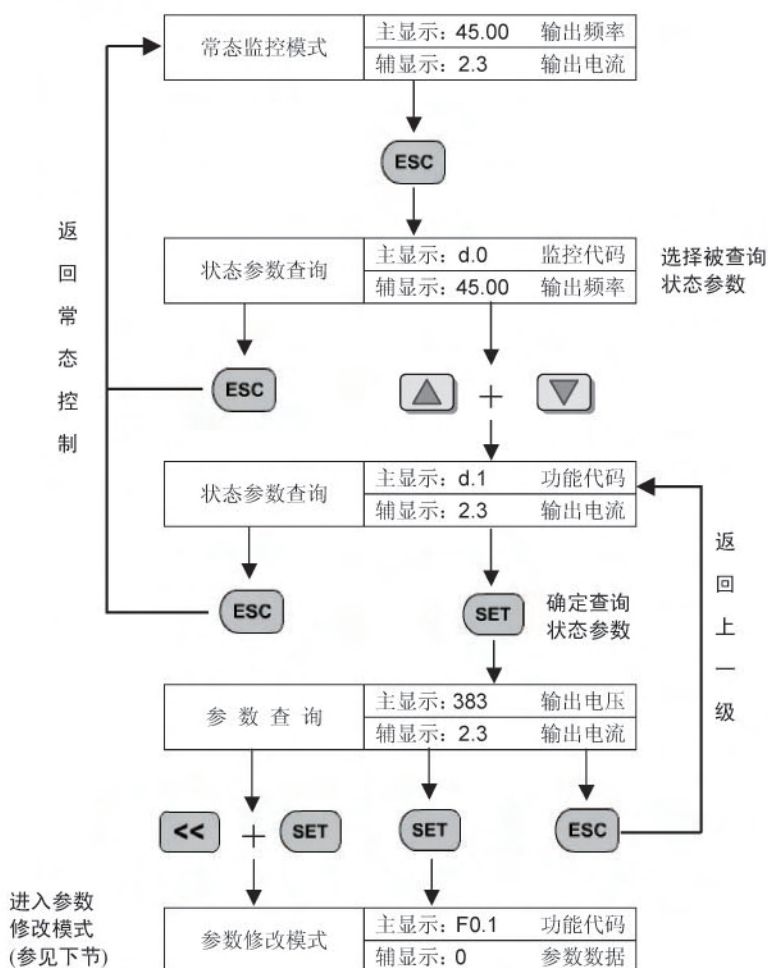 常态监控模式
主显示：45.00 输出频率
辅显示：2.3 输出电流
ESC
返回常态控制
状态参数查询
主显示：d.0 监控代码
辅显示：45.00 输出频率
选择被查询
状态参数
ESC
+
状态参数查询
主显示：d.1 功能代码
辅显示：2.3 输出电流
ESC
SET
确定查询
状态参数
返回上一级
参数查询
主显示：383 输出电压
辅显示：2.3 输出电流
<< + SET
SET
ESC
进入参数
修改模式
(参见下节)
参数修改模式
主显示：F0.1 功能代码
辅显示：0 参数数据